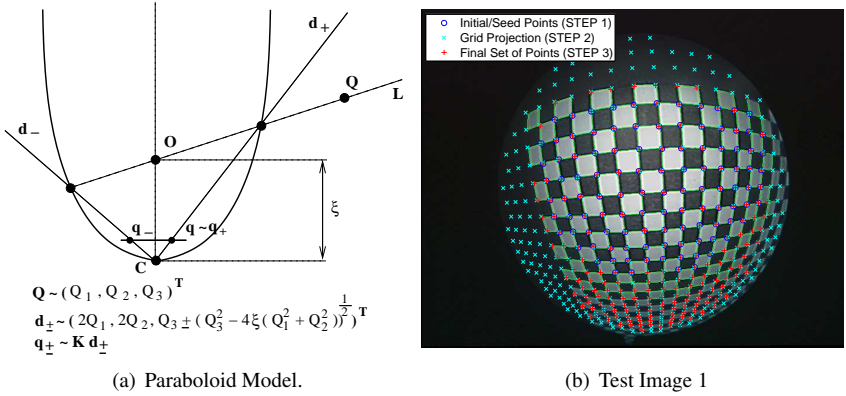 d₊
Q
L
d₋
O
ξ
q₋
q ~ q₊
C
Q ~ ( Q₁ , Q₂ , Q₃ )ᵀ
d± ~ ( 2Q₁ , 2Q₂ , Q₃ ± ( Q₃² − 4ξ ( Q₁² + Q₂² ))^½ )ᵀ
q± ~ K d±
Initial/Seed Points (STEP 1)
Grid Projection (STEP 2)
Final Set of Points (STEP 3)
(a) Paraboloid Model.
(b) Test Image 1